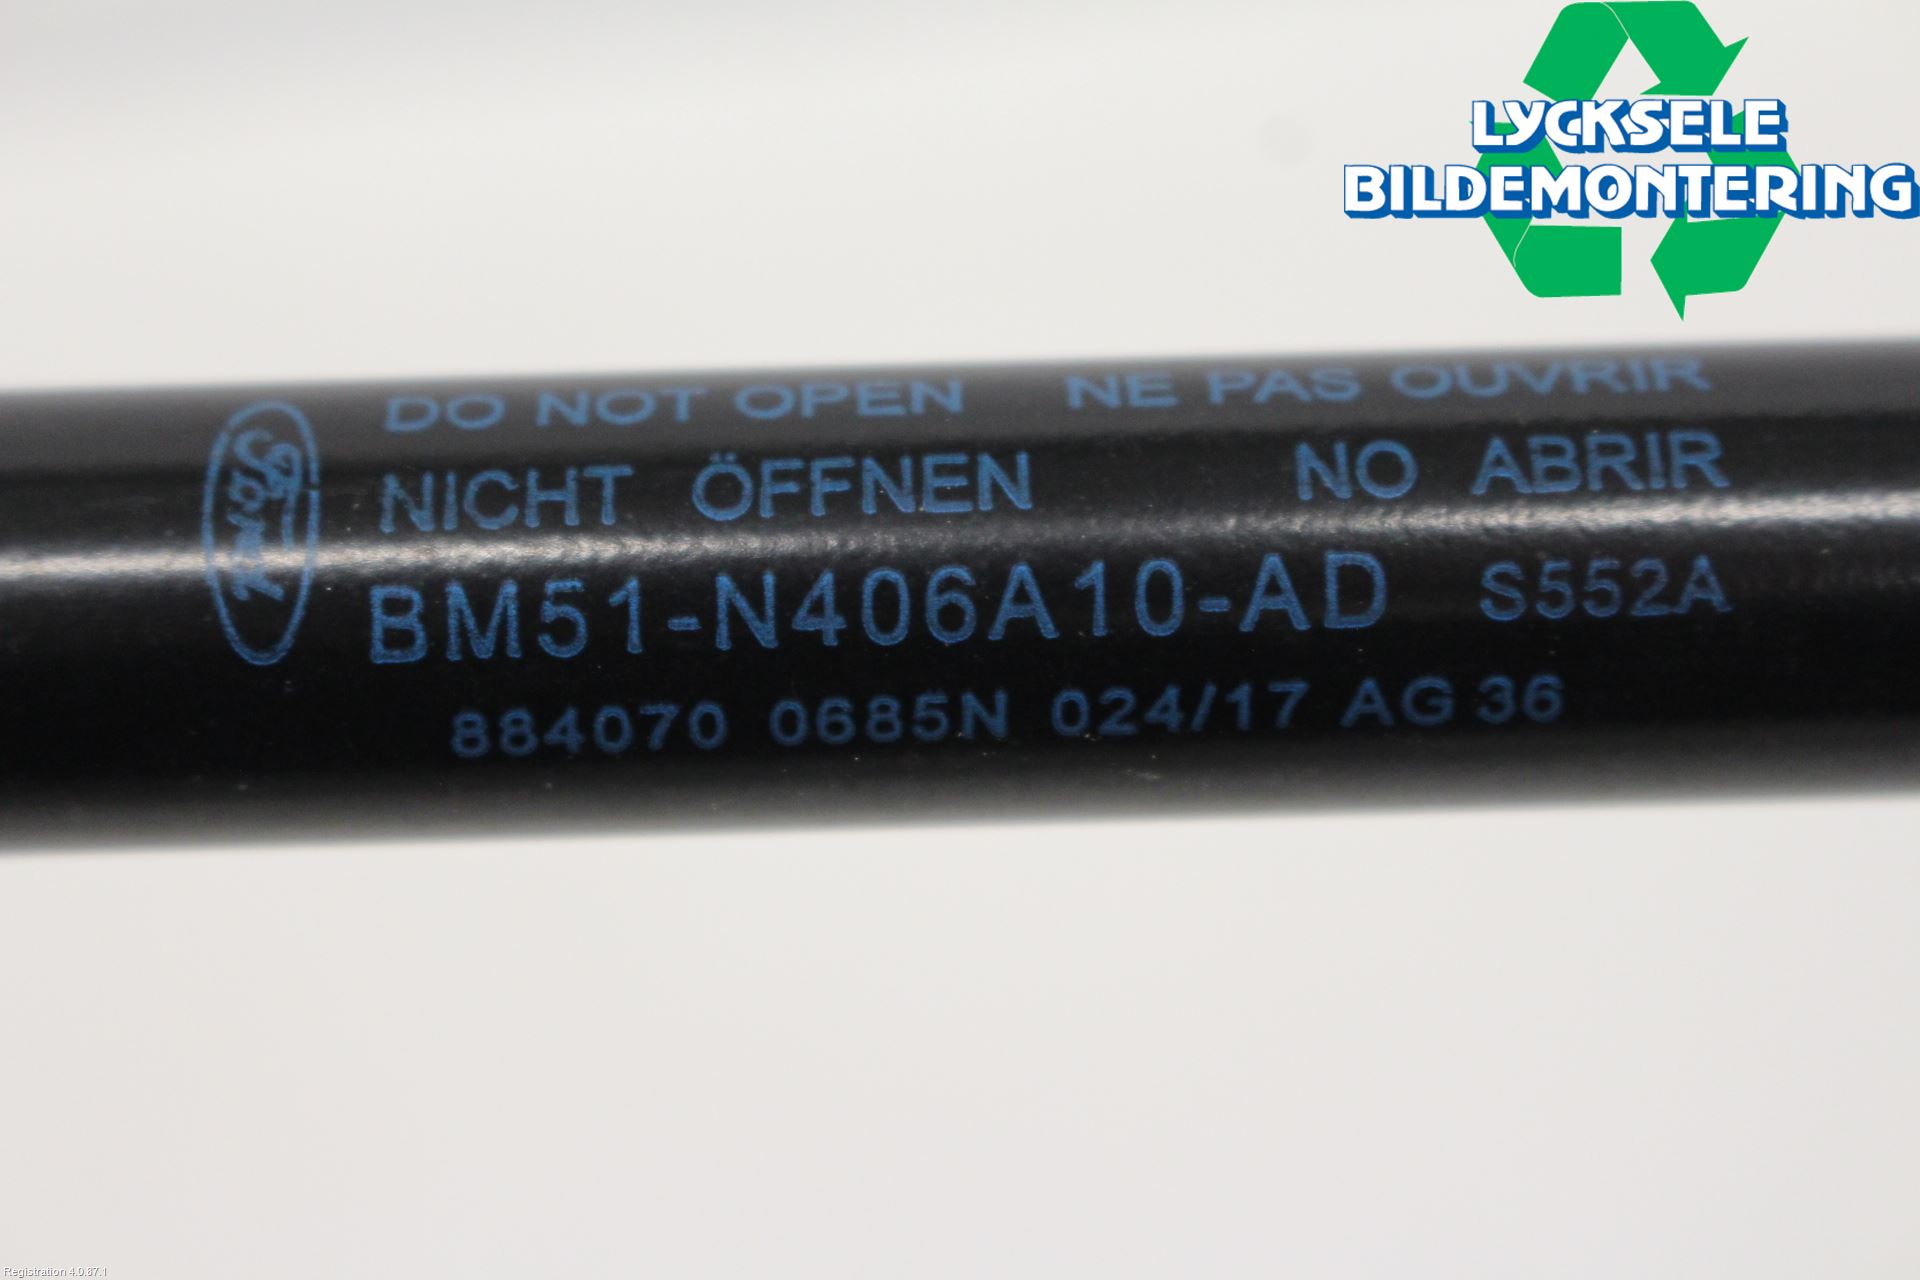 LYCKSELE
BILDEMONTERING
DO NOT OPEN NE PAS OUVRIR
NICHT ÖFFNEN NO ABRIR
Ford
BM51-N406A10-AD S552A
884070 0685N 024/17 AG 36
Registration 4.0.87.1